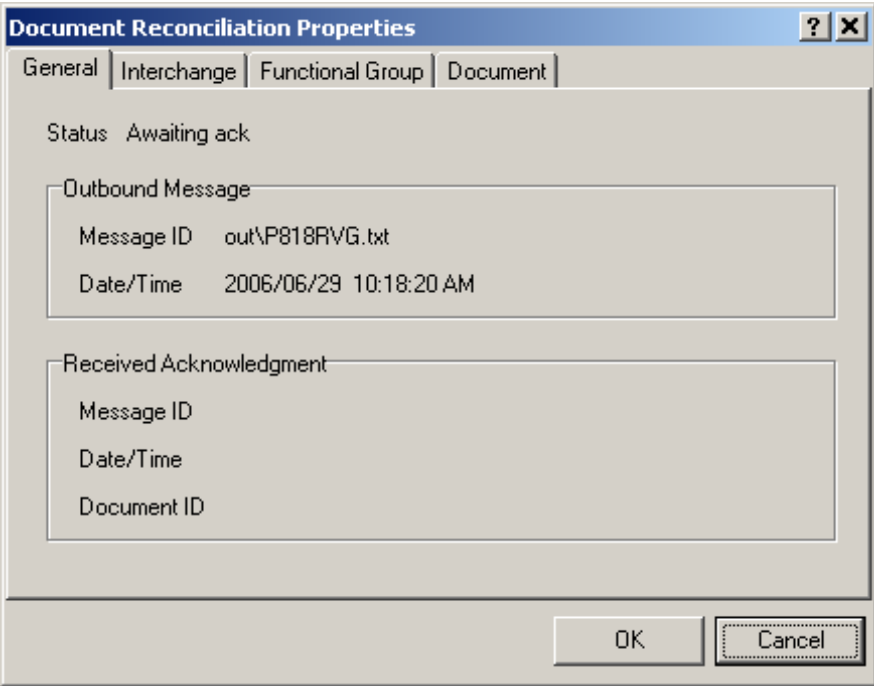 Document Reconciliation Properties
General Interchange Functional Group Document
Status Awaiting ack
Outbound Message
Message ID out\P818RVG.txt
Date/Time 2006/06/29 10:18:20 AM
Received Acknowledgment
Message ID
Date/Time
Document ID
OK Cancel